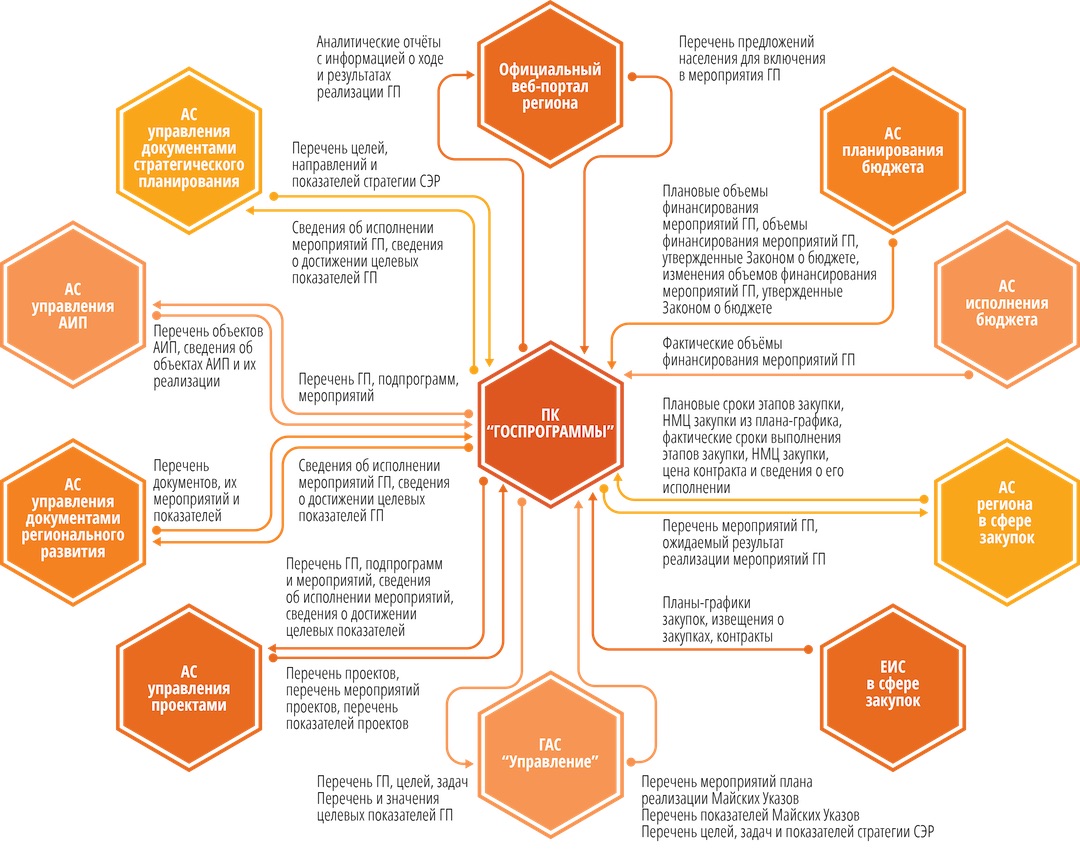 Аналитические отчёты
с информацией о ходе
и результатах
реализации ГП
Официальный
веб-портал
региона
Перечень предложений
населения для включения
в мероприятия ГП
АС
управления
документами
стратегического
планирования
Перечень целей,
направлений и
показателей стратегии СЭР
Сведения об исполнении
мероприятий ГП, сведения
о достижении целевых
показателей ГП
АС
планирования
бюджета
Плановые объемы
финансирования
мероприятий ГП, объемы
финансирования мероприятий ГП,
утвержденные Законом о бюджете,
изменения объемов финансирования
мероприятий ГП, утвержденные
Законом о бюджете
АС
управления
АИП
Перечень объектов
АИП, сведения об
объектах АИП и их
реализации
Перечень ГП, подпрограмм,
мероприятий
АС
исполнения
бюджета
Фактические объёмы
финансирования мероприятий ГП
ПК
“ГОСПРОГРАММЫ”
Плановые сроки этапов закупки,
НМЦ закупки из плана-графика,
фактические сроки выполнения
этапов закупки, НМЦ закупки,
цена контракта и сведения о его
исполнении
АС
управления
документами
регионального
развития
Перечень
документов, их
мероприятий и
показателей
Сведения об исполнении
мероприятий ГП, сведения
о достижении целевых
показателей ГП
АС
региона
в сфере
закупок
Перечень мероприятий ГП,
ожидаемый результат
реализации мероприятий ГП
Перечень ГП, подпрограмм
и мероприятий, сведения
об исполнении мероприятий,
сведения о достижении
целевых показателей
АС
управления
проектами
Перечень проектов,
перечень мероприятий
проектов, перечень
показателей проектов
Планы-графики
закупок, извещения о
закупках, контракты
ЕИС
в сфере
закупок
ГАС
“Управление”
Перечень ГП, целей, задач
Перечень и значения
целевых показателей ГП
Перечень мероприятий плана
реализации Майских Указов
Перечень показателей Майских Указов
Перечень целей, задач и показателей стратегии СЭР